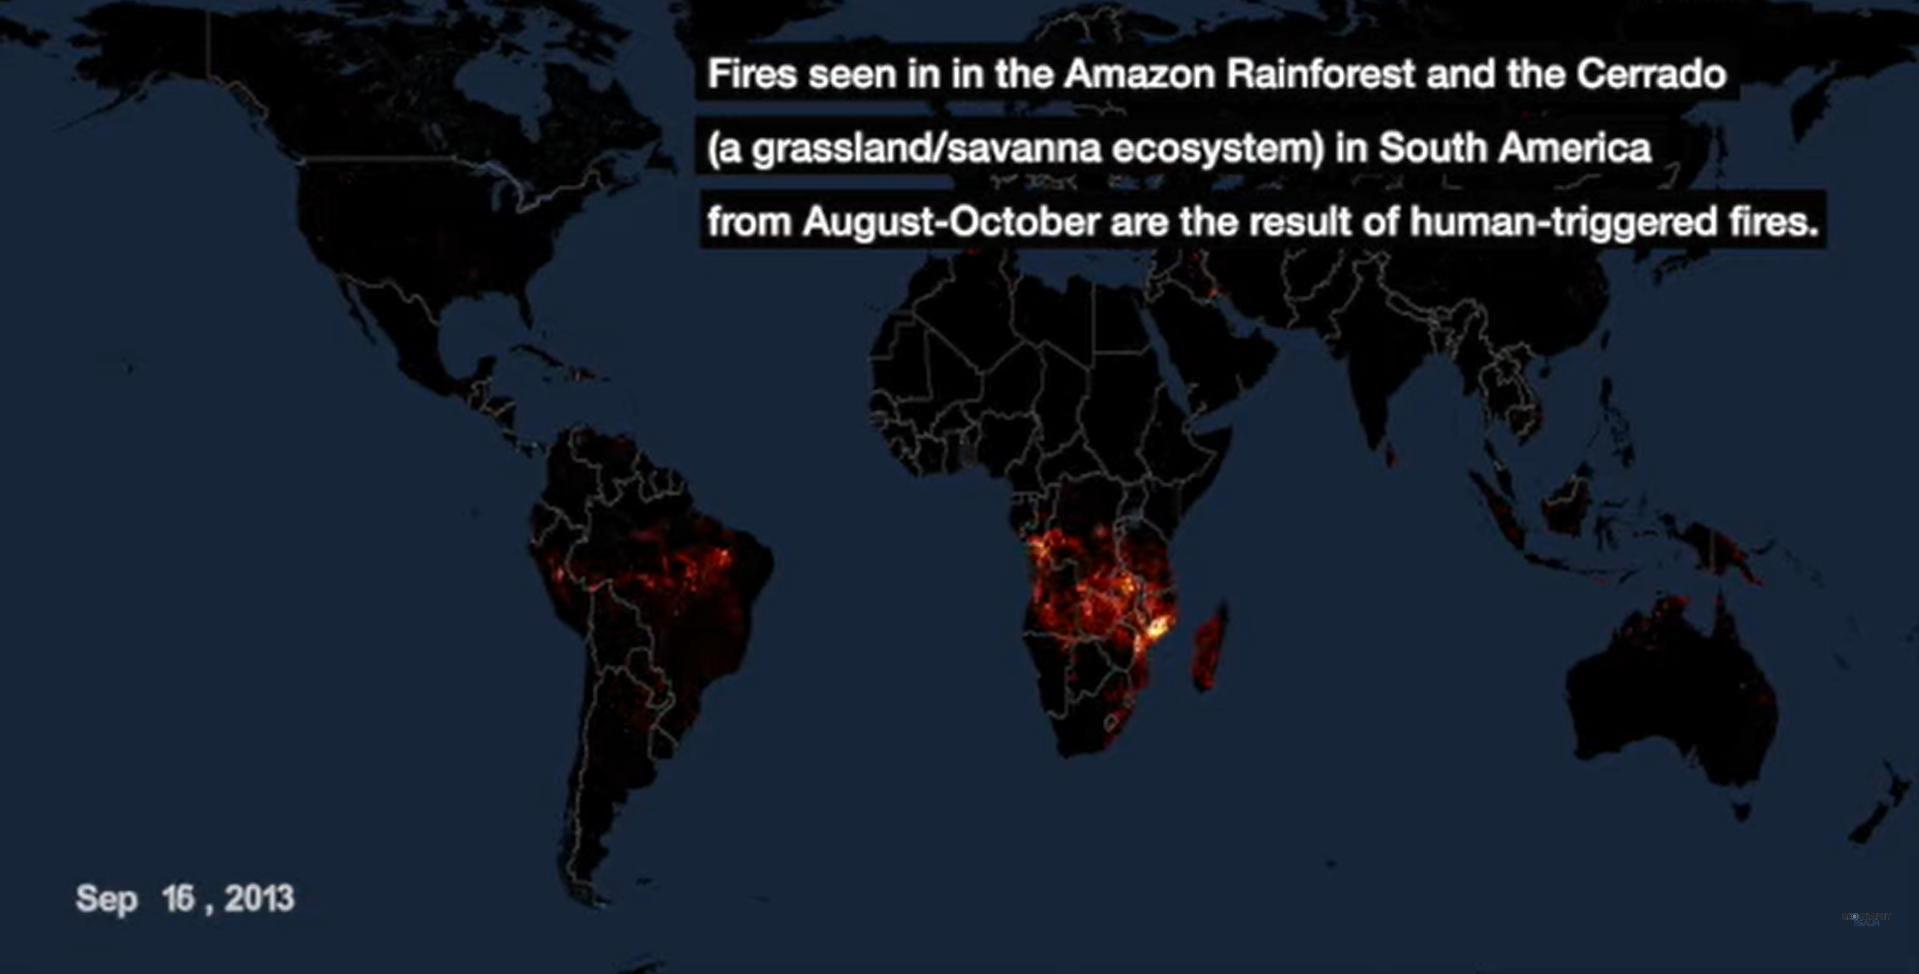 Fires seen in in the Amazon Rainforest and the Cerrado
(a grassland/savanna ecosystem) in South America
from August-October are the result of human-triggered fires.
Sep 16 , 2013